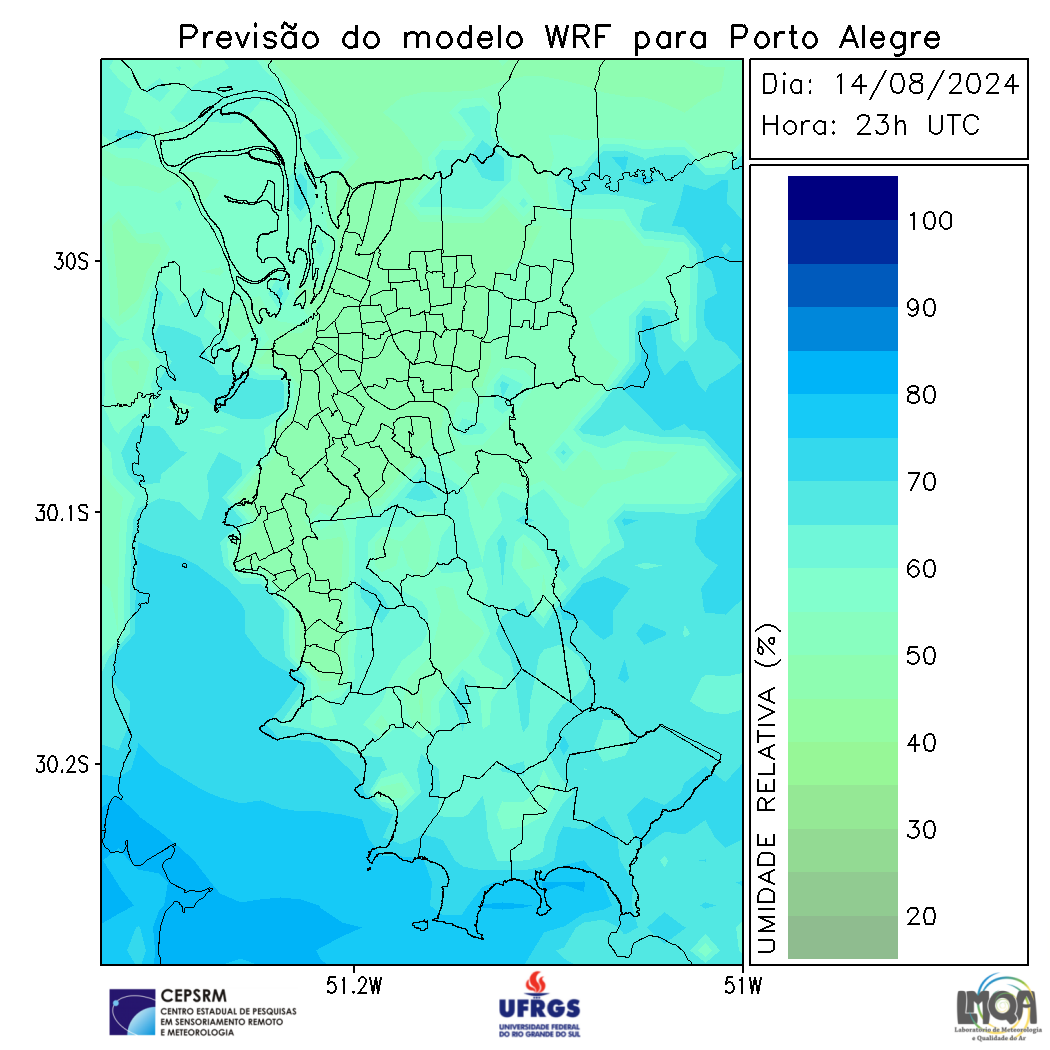 Previsão do modelo WRF para Porto Alegre
Dia: 14/08/2024
Hora: 23h UTC
100
90
80
70
60
50
40
30
20
UMIDADE RELATIVA (%)
30S
30.1S
30.2S
51.2W
51W
CEPSRM
CENTRO ESTADUAL DE PESQUISAS
EM SENSORIAMENTO REMOTO
E METEOROLOGIA
UFRGS
UNIVERSIDADE FEDERAL
DO RIO GRANDE DO SUL
LMQA
Laboratório de Meteorologia
e Qualidade do Ar